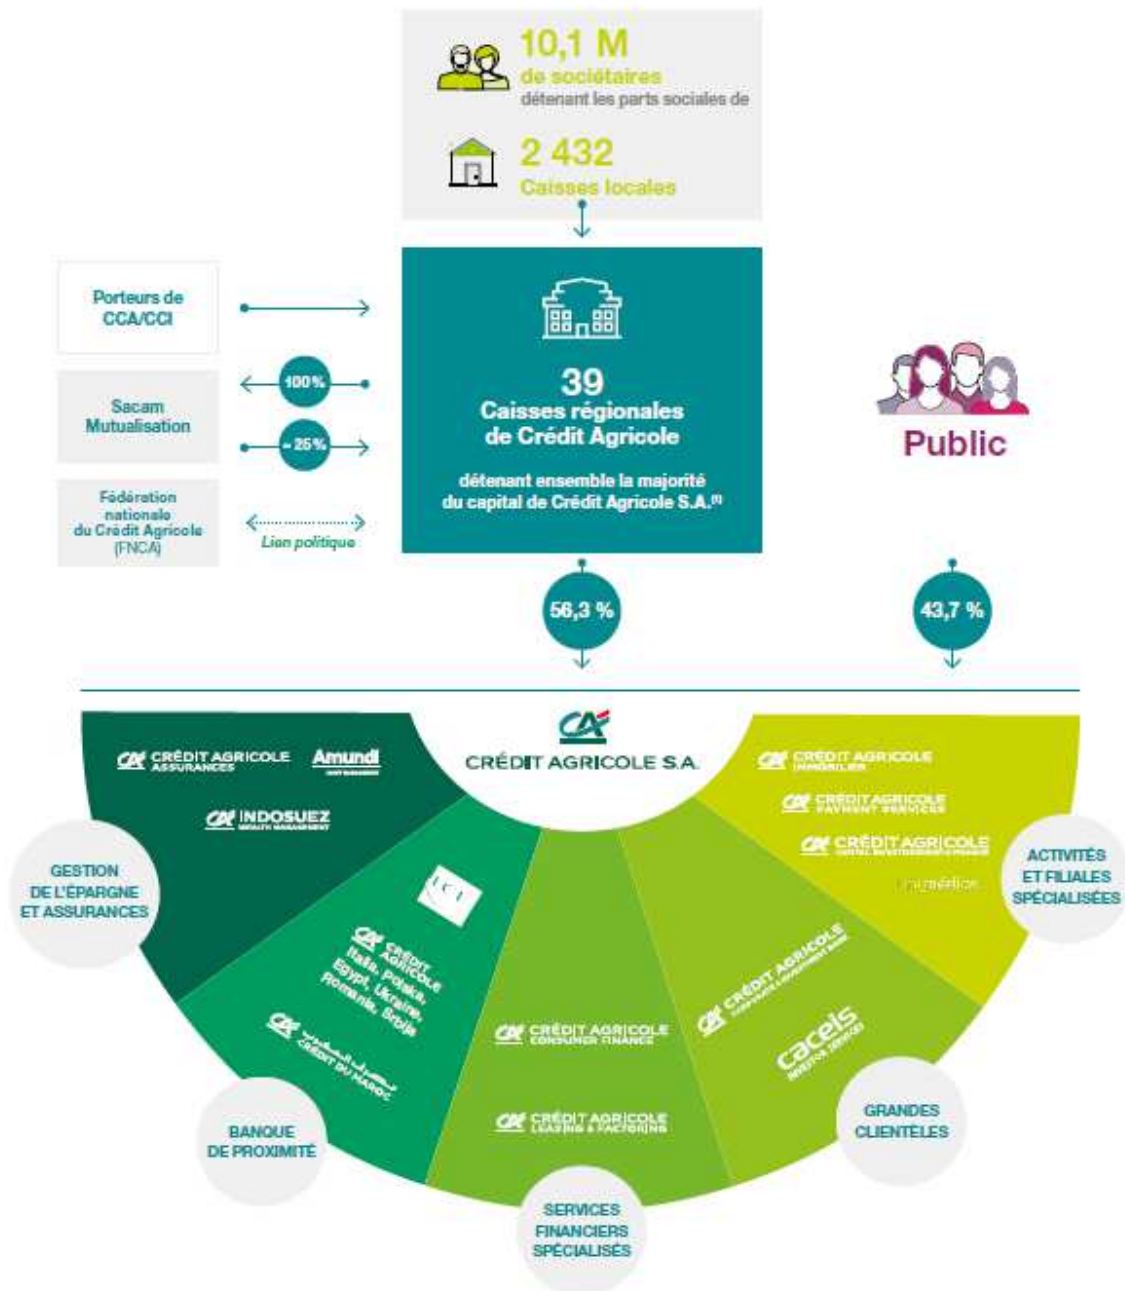 10,1 M
de sociétaires
détenant les parts sociales de
2 432
Caisses locales
Porteurs de
CCA/CCI
100%
Sacam
Mutualisation
~ 25%
Fédération
nationale
du Crédit Agricole
(FNCA)
Lien politique
39
Caisses régionales
de Crédit Agricole
détenant ensemble la majorité
du capital de Crédit Agricole S.A.(1)
Public
56,3 %
43,7 %
CRÉDIT AGRICOLE S.A.
CRÉDIT AGRICOLE
ASSURANCES
Amundi
ASSET MANAGEMENT
INDOSUEZ
WEALTH MANAGEMENT
GESTION
DE L'ÉPARGNE
ET ASSURANCES
LCL
CRÉDIT
AGRICOLE
Italia, polska,
Egypt, Ukraine,
Romania, Srbija
CRÉDIT DU MAROC
BANQUE
DE PROXIMITÉ
CRÉDIT AGRICOLE
CONSUMER FINANCE
CRÉDIT AGRICOLE
LEASING & FACTORING
SERVICES
FINANCIERS
SPÉCIALISÉS
CRÉDIT AGRICOLE
CORPORATE & INVESTMENT BANK
caceis
INVESTOR SERVICES
GRANDES
CLIENTÈLES
CRÉDIT AGRICOLE
IMMOBILIER
CRÉDIT AGRICOLE
PAYMENT SERVICES
CRÉDIT AGRICOLE
ACTIVITÉS
ET FILIALES
SPÉCIALISÉES